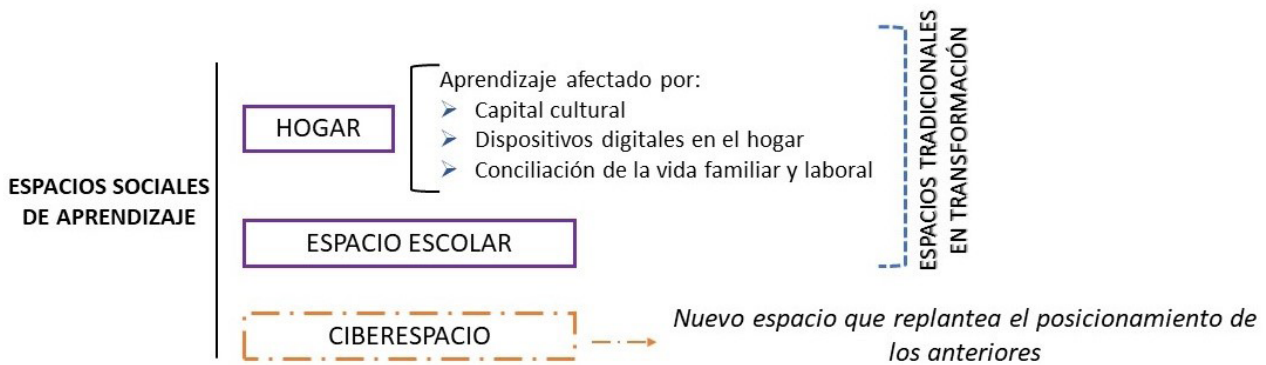 ESPACIOS SOCIALES
DE APRENDIZAJE
HOGAR
Aprendizaje afectado por:
Capital cultural
Dispositivos digitales en el hogar
Conciliación de la vida familiar y laboral
ESPACIO ESCOLAR
ESPACIOS TRADICIONALES
EN TRANSFORMACIÓN
CIBERESPACIO
Nuevo espacio que replantea el posicionamiento de
los anteriores